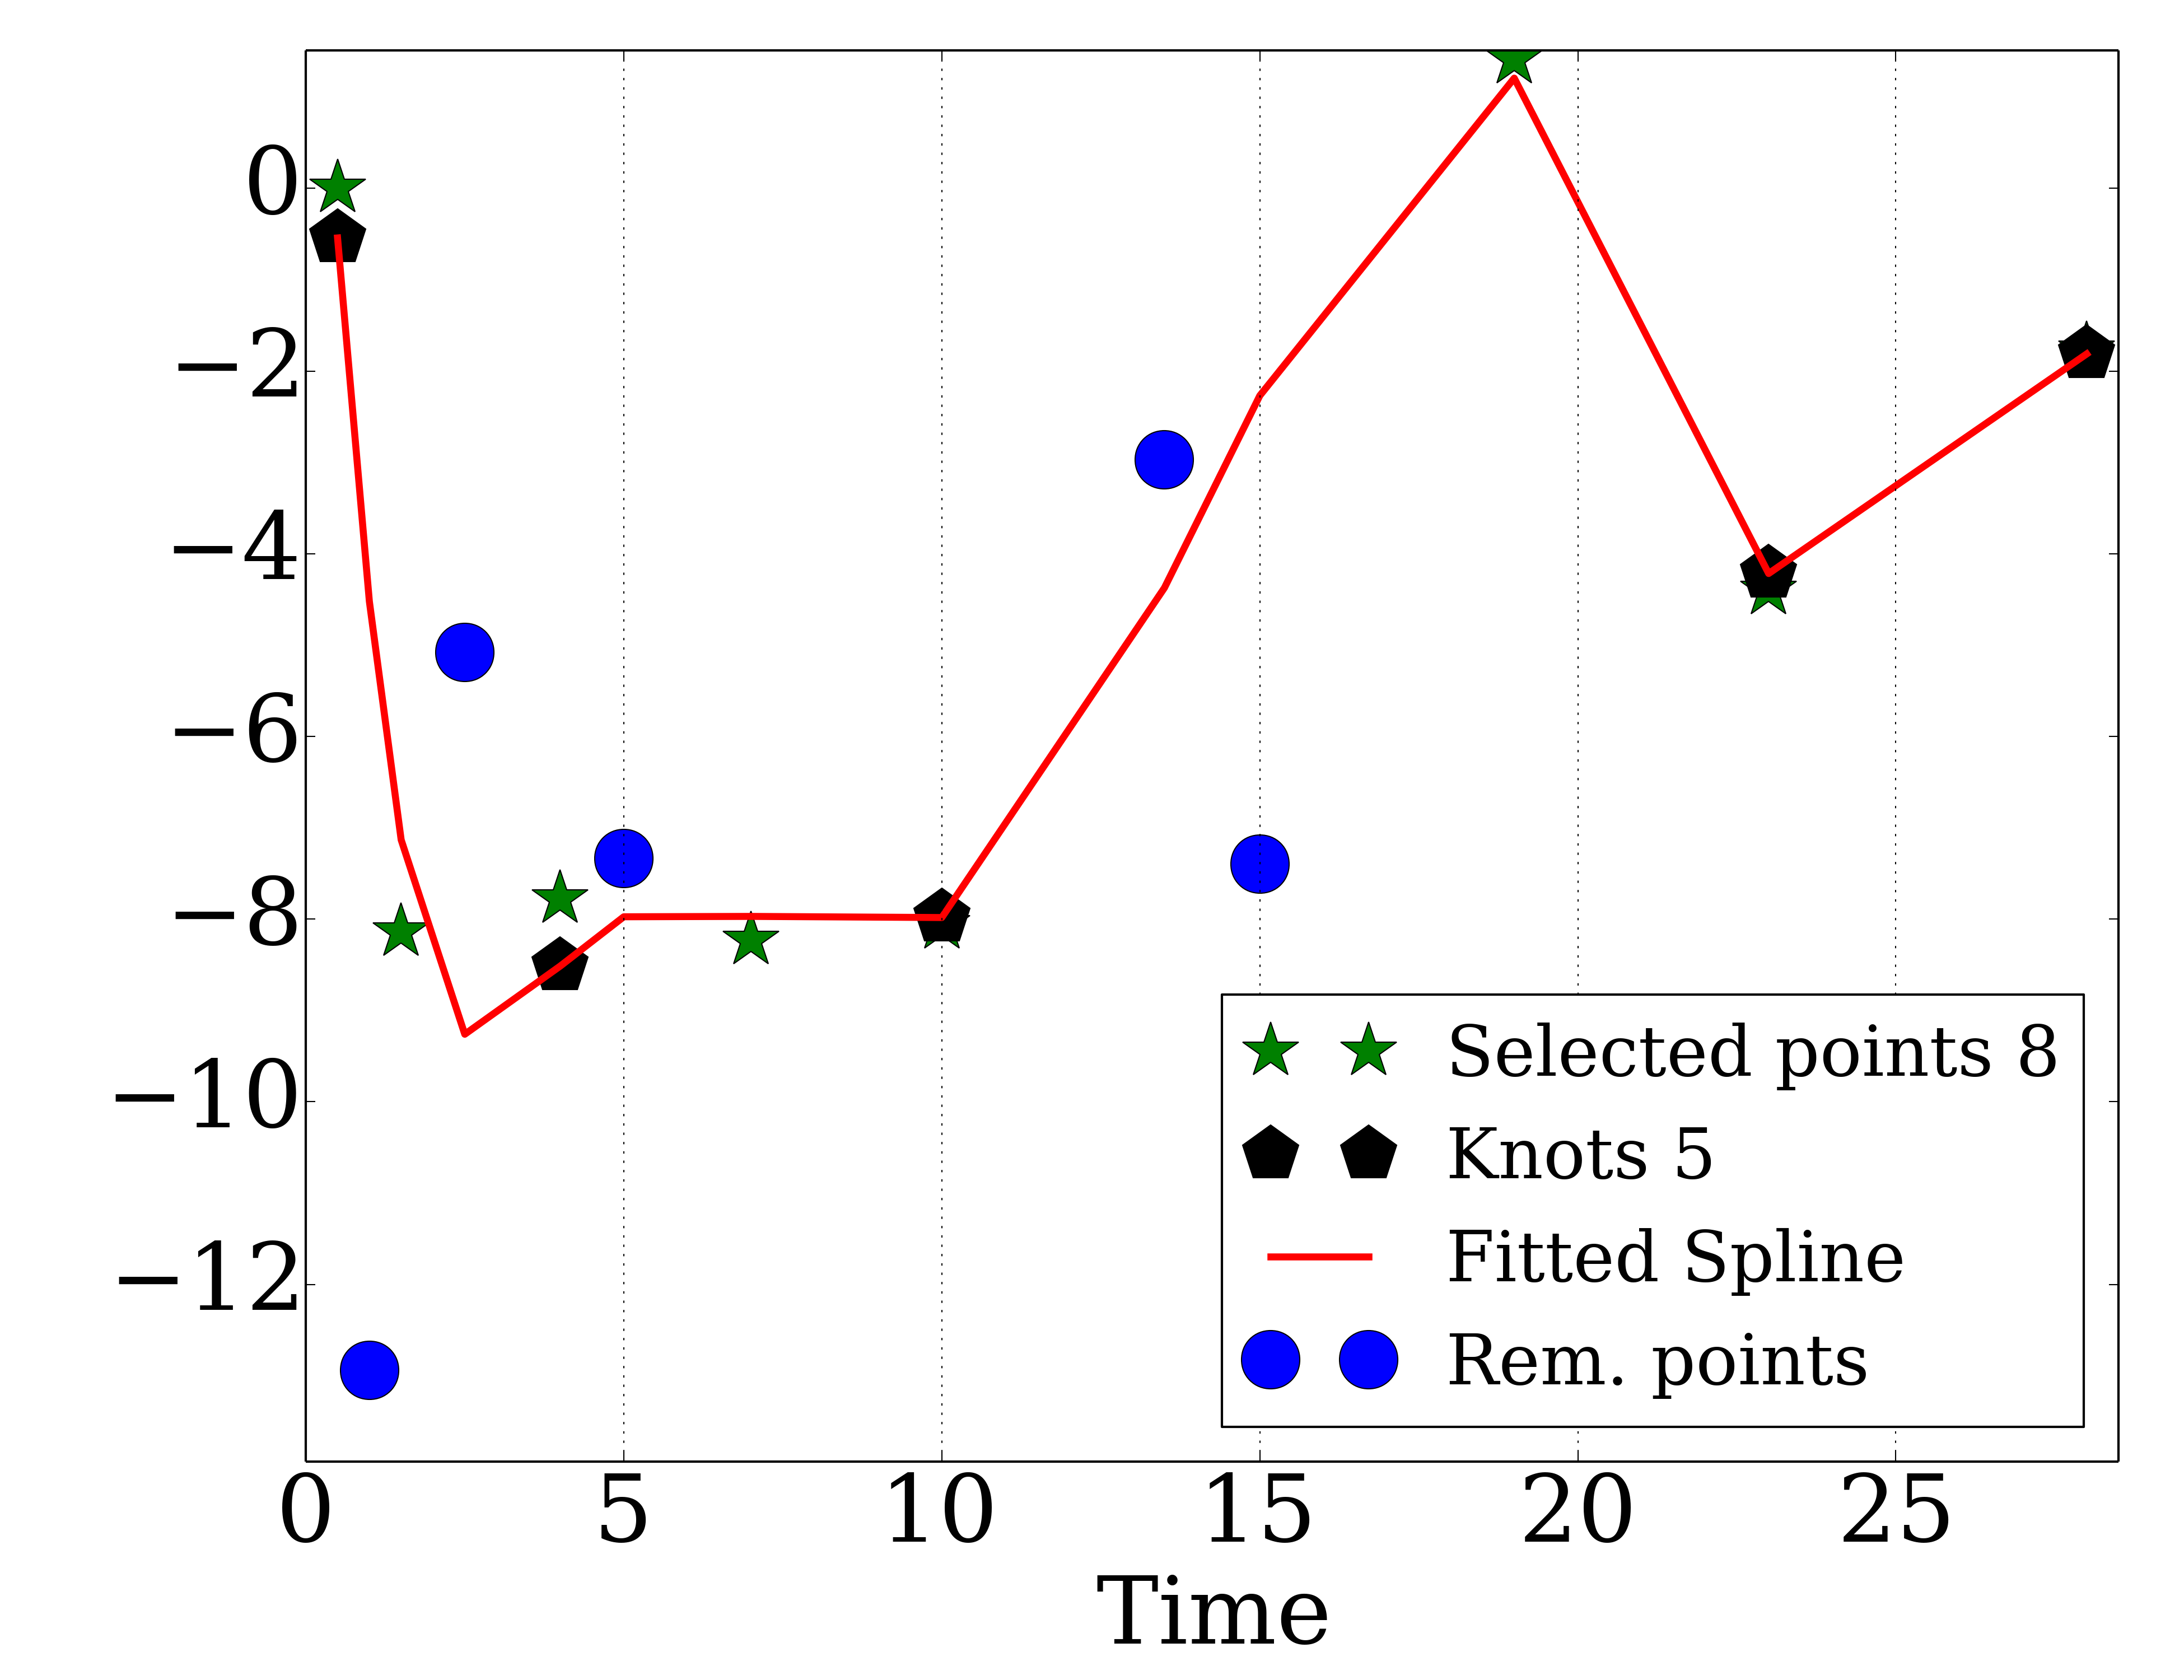 0
−2
−4
−6
−8
−10
−12
0 5 10 15 20 25
Time
Selected points 8
Knots 5
Fitted Spline
Rem. points